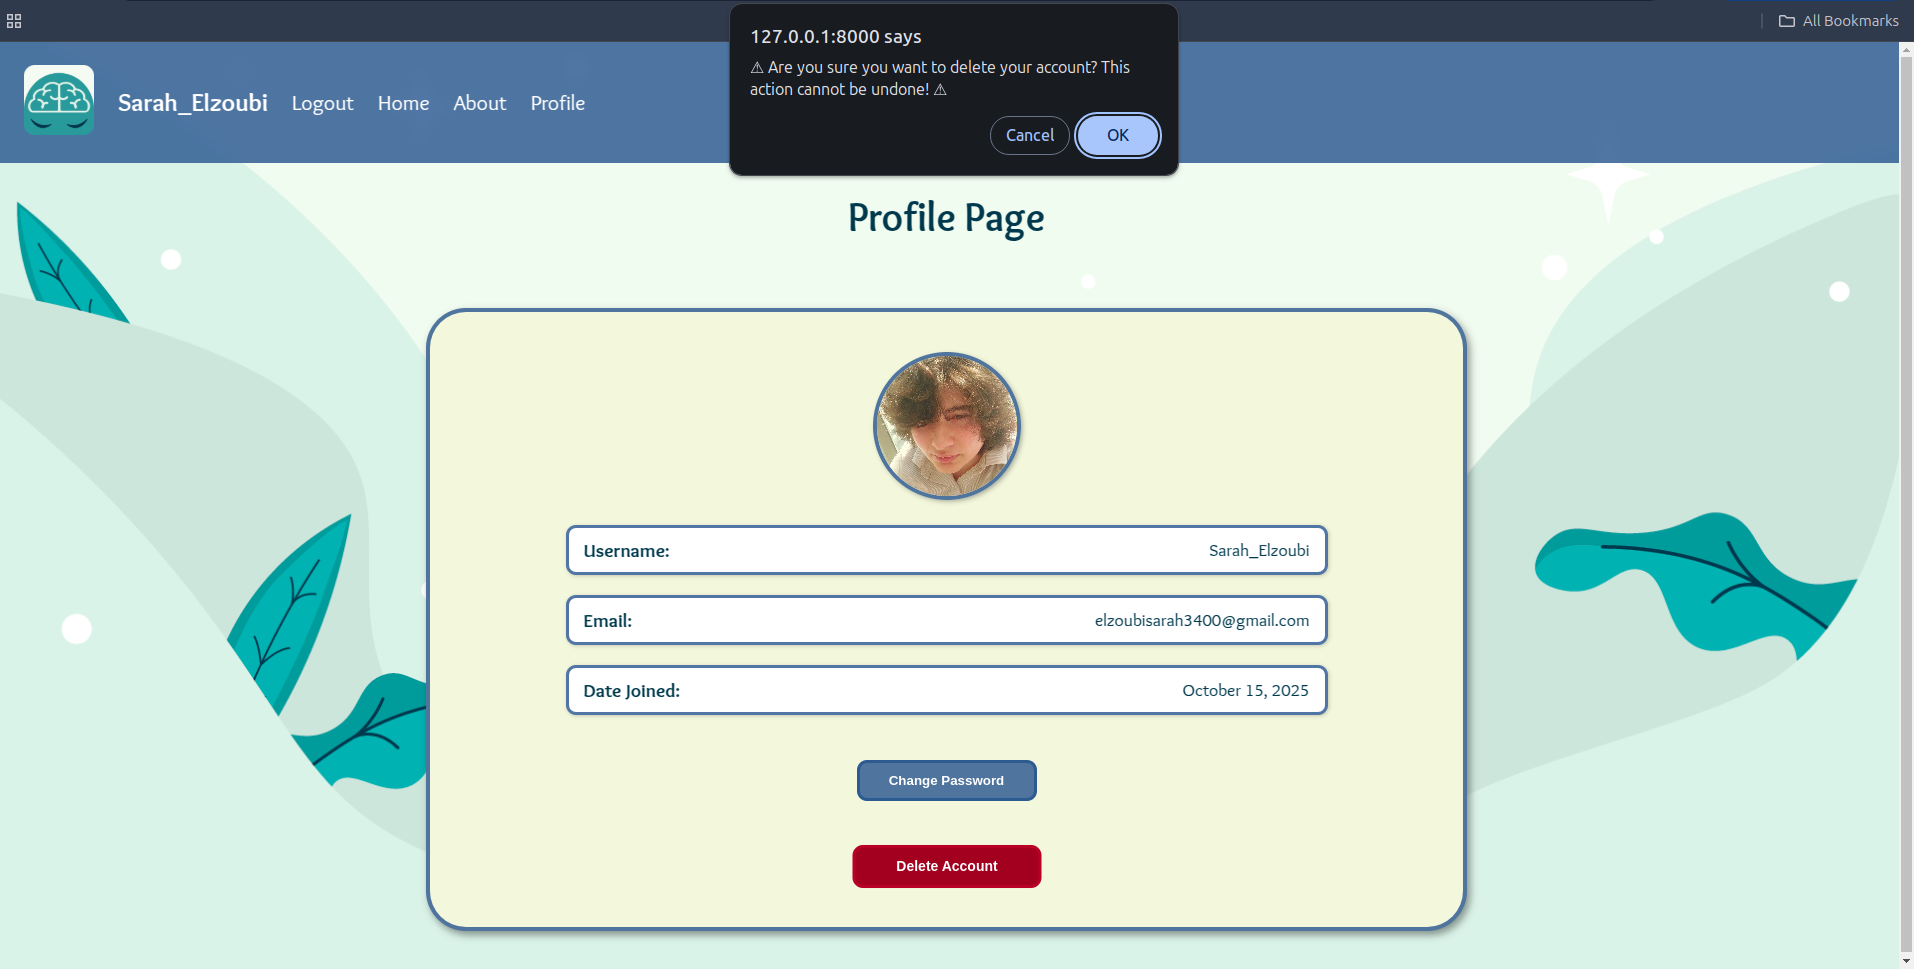 All Bookmarks
127.0.0.1:8000 says
⚠ Are you sure you want to delete your account? This
action cannot be undone! ⚠
Cancel OK
Sarah_Elzoubi Logout Home About Profile
Profile Page
Username: Sarah_Elzoubi
Email: elzoubisarah3400@gmail.com
Date Joined: October 15, 2025
Change Password
Delete Account